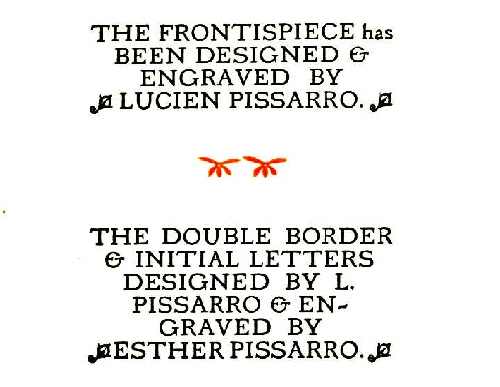 THE FRONTISPIECE has
BEEN DESIGNED &
ENGRAVED BY
LUCIEN PISSARRO.
THE DOUBLE BORDER
& INITIAL LETTERS
DESIGNED BY L.
PISSARRO & EN-
GRAVED BY
ESTHER PISSARRO.